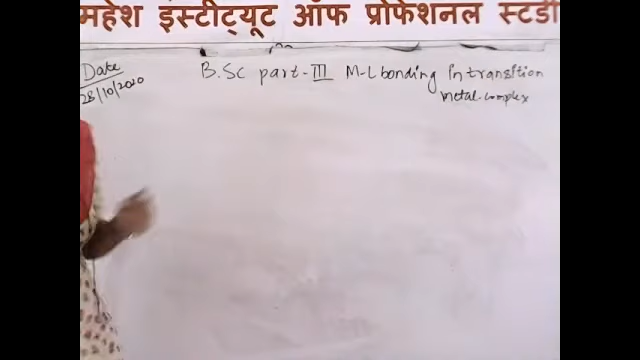 महेश इंस्टीट्यूट ऑफ प्रोफेशनल स्टडी
Date
28/10/2020
B.Sc part-III M-L bonding in transition
metal-complex